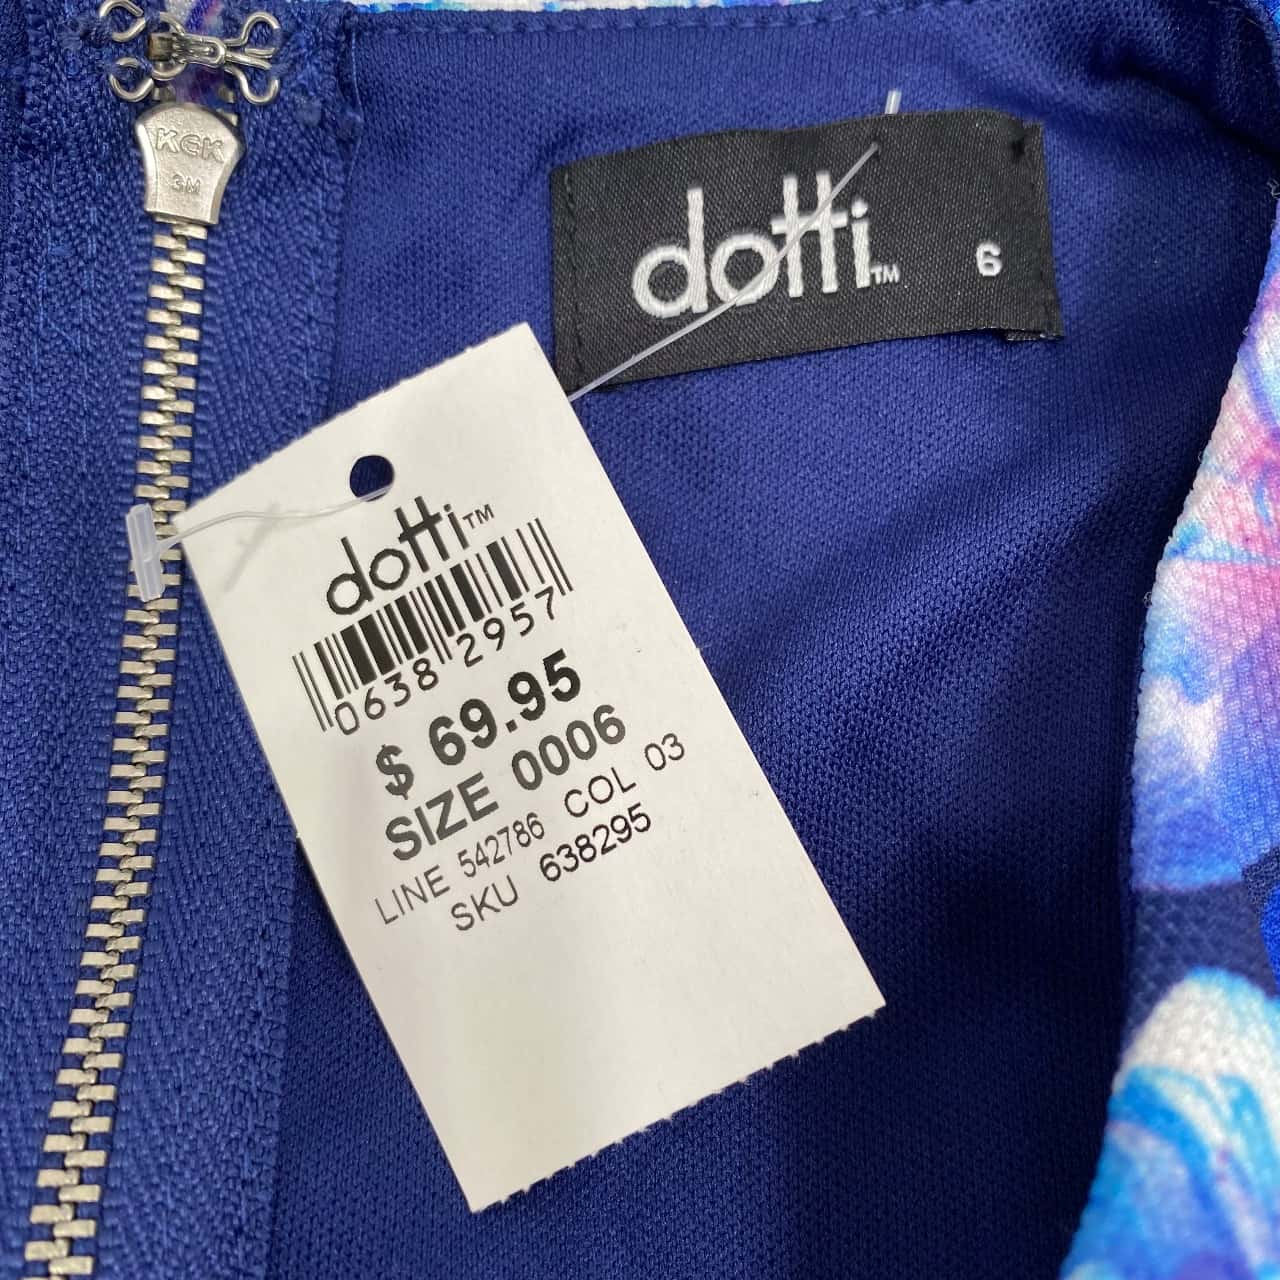 KCK
3M
dotti™ 6
dotti™
0638 2957
$ 69.95
SIZE 0006
LINE 542786 COL 03
SKU 638295